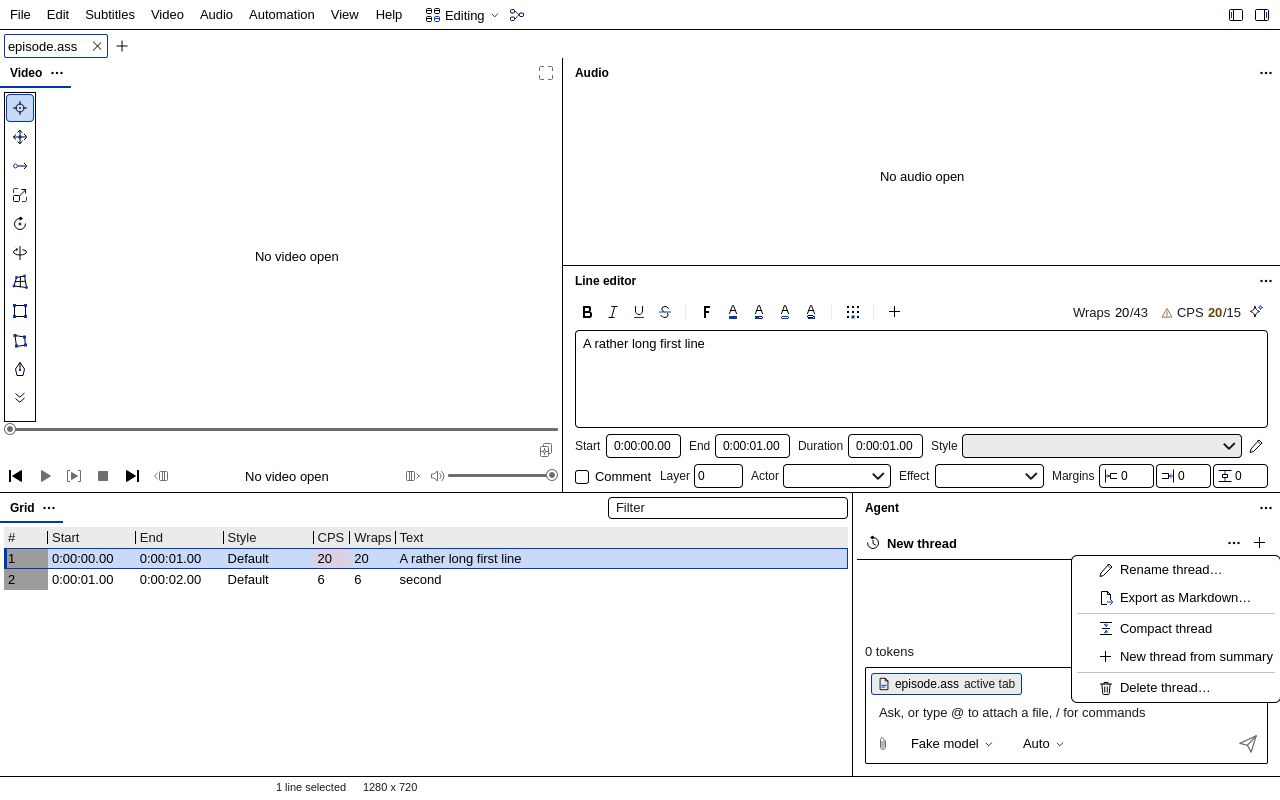 File Edit Subtitles Video Audio Automation View Help Editing
episode.ass
Video
Audio
No video open
No audio open
Line editor
B I U S F A A A A Wraps 20/43 CPS 20/15
A rather long first line
Start 0:00:00.00 End 0:00:01.00 Duration 0:00:01.00 Style
Comment Layer 0 Actor Effect Margins 0 0 0
No video open
Grid
Filter
# Start End Style CPS Wraps Text
1 0:00:00.00 0:00:01.00 Default 20 20 A rather long first line
2 0:00:01.00 0:00:02.00 Default 6 6 second
Agent
New thread
Rename thread…
Export as Markdown…
Compact thread
New thread from summary
Delete thread…
0 tokens
episode.ass active tab
Ask, or type @ to attach a file, / for commands
Fake model Auto
1 line selected 1280 x 720